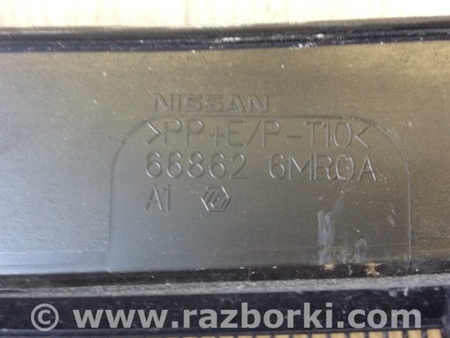 NISSAN
>PP+E/P-T10<
66862 6MR0A
Ai
© www.razborki.com